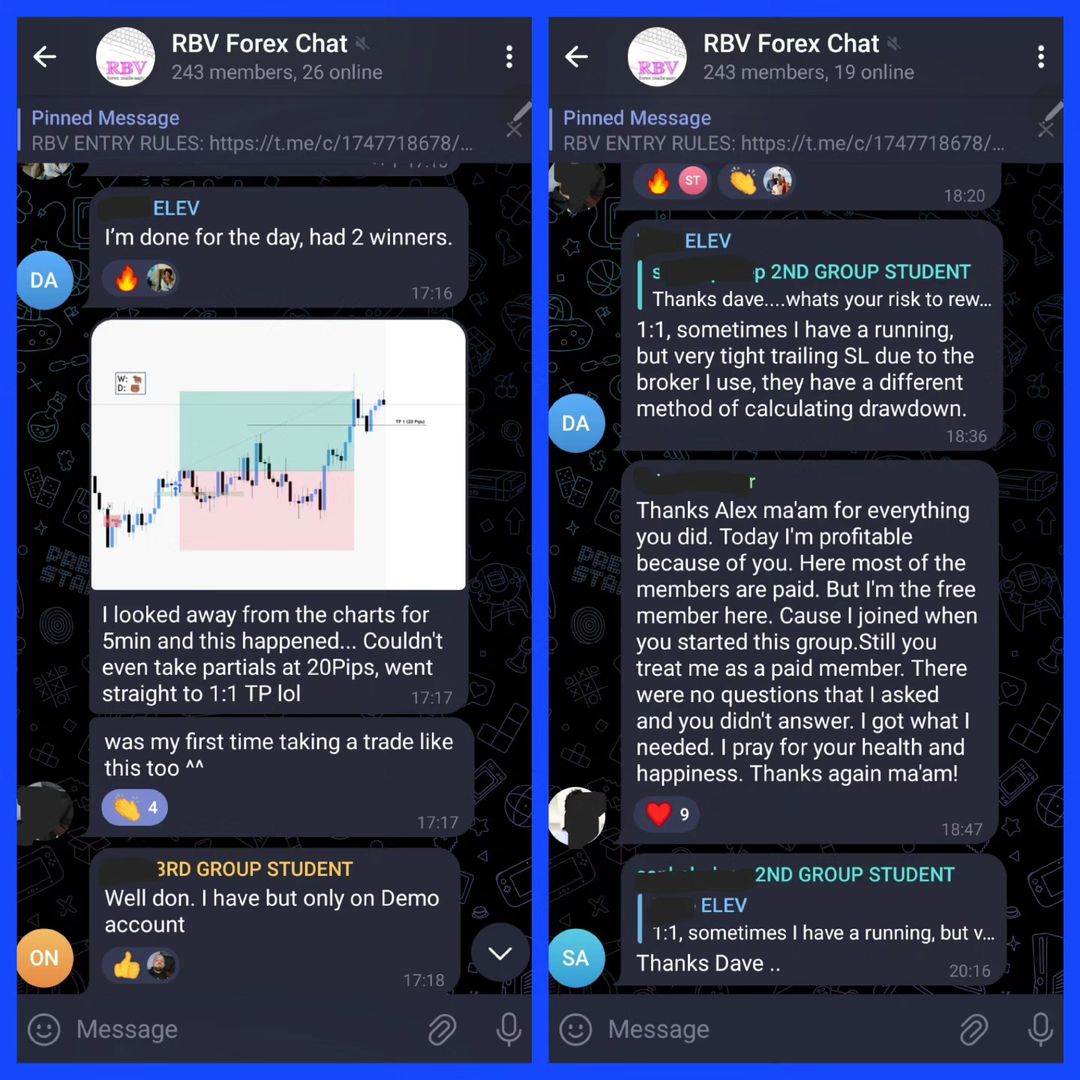 RBV Forex Chat
243 members, 26 online
Pinned Message
RBV ENTRY RULES: https://t.me/c/1747718678/...
ELEV
I'm done for the day, had 2 winners.
DA
17:16
W:
D:
TP 1 (20 Pips)
I looked away from the charts for
5min and this happened... Couldn't
even take partials at 20Pips, went
straight to 1:1 TP lol
17:17
was my first time taking a trade like
this too ^^
4
17:17
3RD GROUP STUDENT
Well don. I have but only on Demo
account
ON
17:18
Message
RBV Forex Chat
243 members, 19 online
Pinned Message
RBV ENTRY RULES: https://t.me/c/1747718678/...
ST
18:20
ELEV
2ND GROUP STUDENT
Thanks dave....whats your risk to rew...
1:1, sometimes I have a running,
but very tight trailing SL due to the
broker I use, they have a different
method of calculating drawdown.
DA
18:36
Thanks Alex ma'am for everything
you did. Today I'm profitable
because of you. Here most of the
members are paid. But I'm the free
member here. Cause I joined when
you started this group.Still you
treat me as a paid member. There
were no questions that I asked
and you didn't answer. I got what I
needed. I pray for your health and
happiness. Thanks again ma'am!
9
18:47
2ND GROUP STUDENT
ELEV
1:1, sometimes I have a running, but v...
Thanks Dave ..
SA
20:16
Message